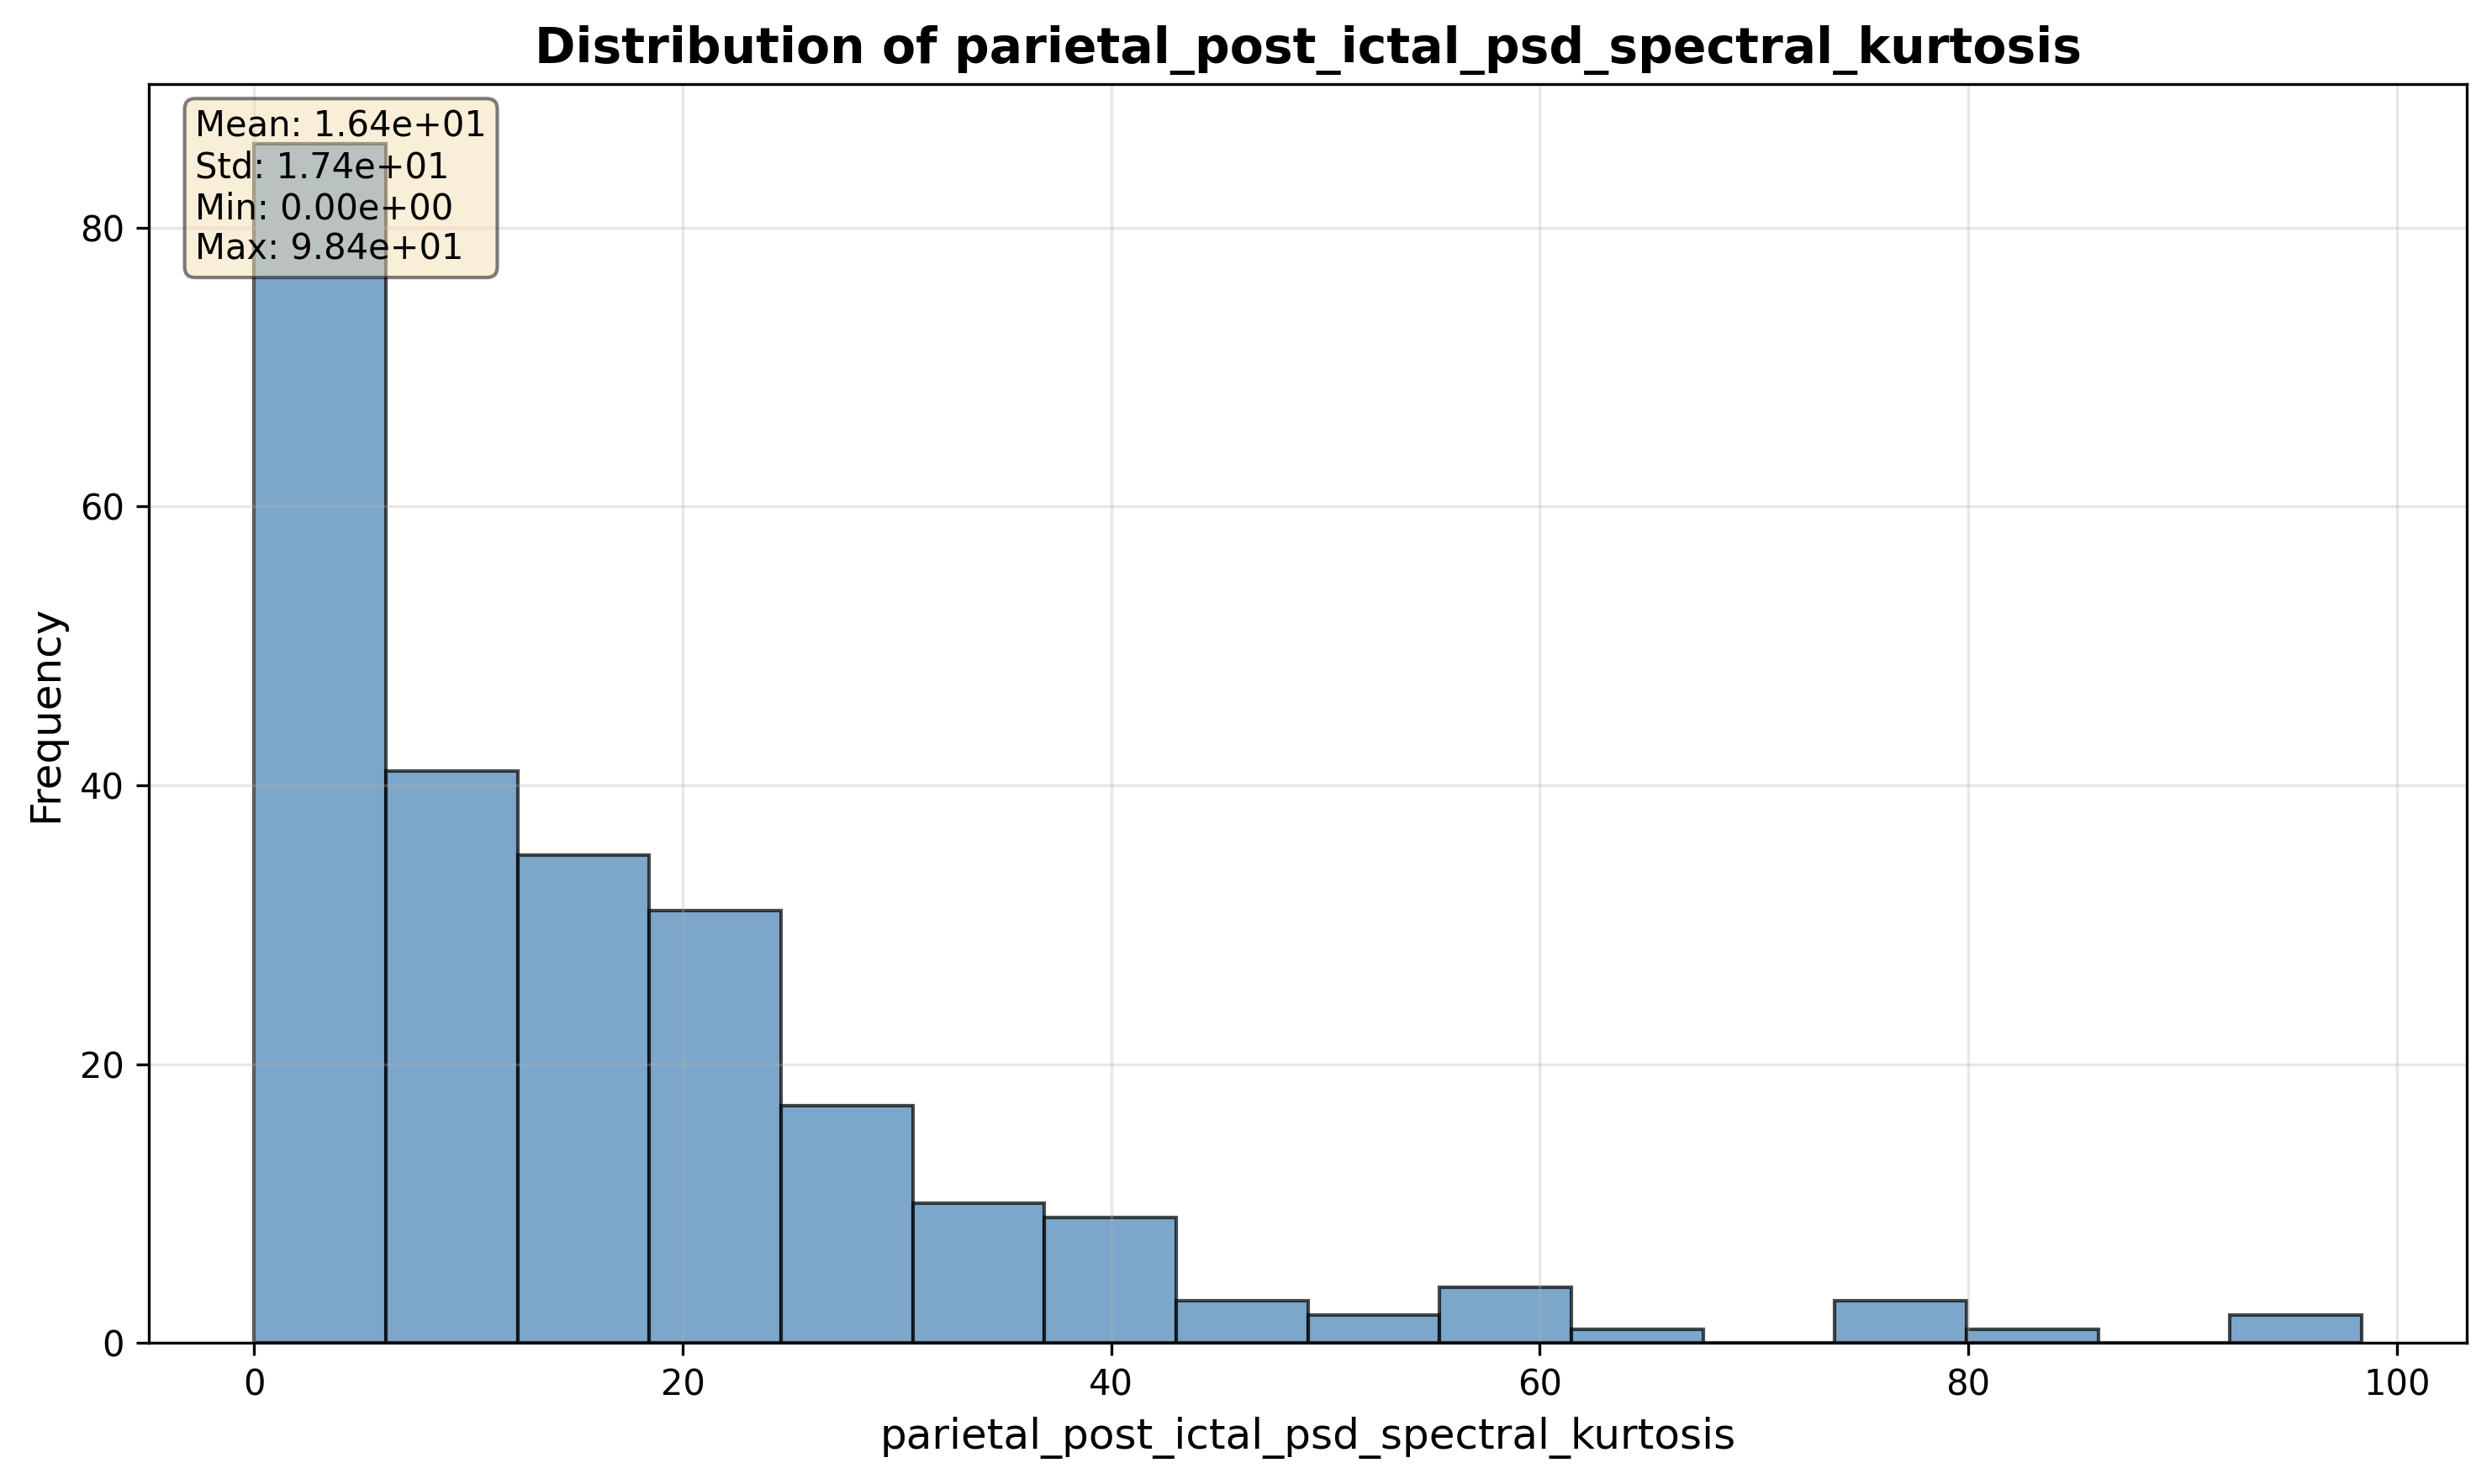 Distribution of parietal_post_ictal_psd_spectral_kurtosis
Mean: 1.64e+01
Std: 1.74e+01
Min: 0.00e+00
Max: 9.84e+01
80
60
40
20
0
Frequency
0 20 40 60 80 100
parietal_post_ictal_psd_spectral_kurtosis